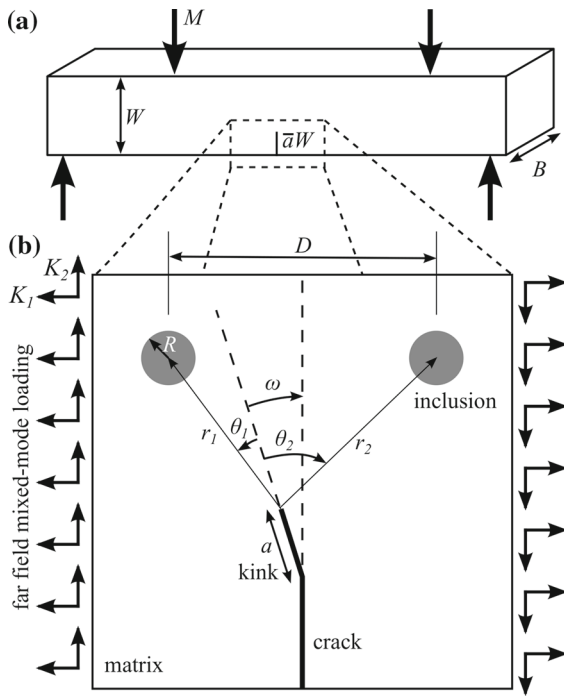 (a)
M
W
āW
B
(b)
D
K₂
K₁
R
ω
θ₁
θ₂
inclusion
r₁
r₂
far field mixed-mode loading
a
kink
crack
matrix